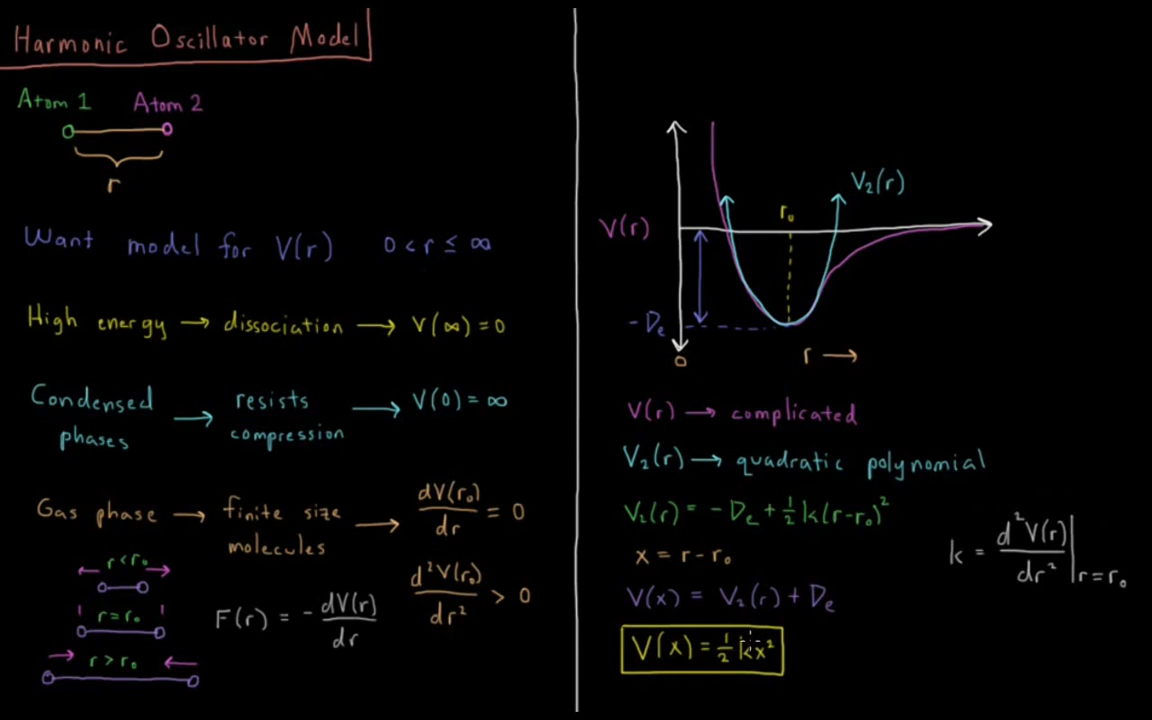 Harmonic Oscillator Model
Atom 1 Atom 2
r
Want model for V(r) 0 < r ≤ ∞
High energy → dissociation → V(∞) = 0
Condensed phases → resists compression → V(0) = ∞
Gas phase → finite size molecules → dV(r₀)/dr = 0
d²V(r₀)/dr² > 0
r < r₀
r = r₀
r > r₀
F(r) = - dV(r)/dr
V₂(r)
r₀
V(r)
-Dₑ
0
r →
V(r) → complicated
V₂(r) → quadratic polynomial
V₂(r) = -Dₑ + ½k(r-r₀)²
x = r - r₀
V(x) = V₂(r) + Dₑ
V(x) = ½kx²
k = d²V(r)/dr² |r=r₀